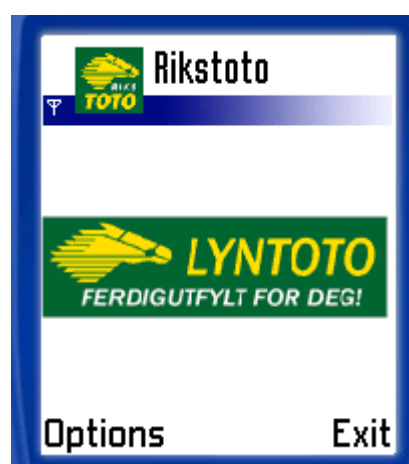 Rikstoto
RIKS
TOTO
LYNTOTO
FERDIGUTFYLT FOR DEG!
Options Exit